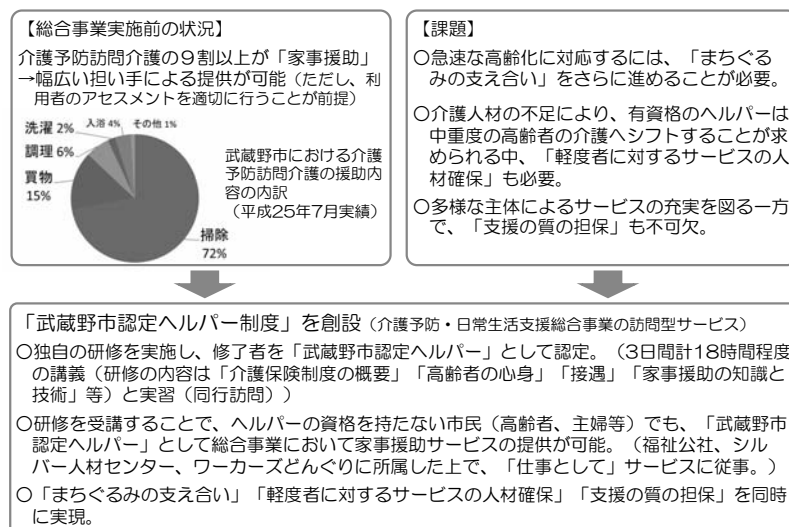 【総合事業実施前の状況】
介護予防訪問介護の９割以上が「家事援助」
→幅広い担い手による提供が可能（ただし、利
用者のアセスメントを適切に行うことが前提）
洗濯 2%
入浴 4%
その他 1%
調理 6%
買物
15%
掃除
72%
武蔵野市における介護
予防訪問介護の援助内
容の内訳
（平成25年7月実績）
【課題】
○急速な高齢化に対応するには、「まちぐる
みの支え合い」をさらに進めることが必要。
○介護人材の不足により、有資格のヘルパーは
中重度の高齢者の介護へシフトすることが求
められる中、「軽度者に対するサービスの人
材確保」も必要。
○多様な主体によるサービスの充実を図る一方
で、「支援の質の担保」も不可欠。
「武蔵野市認定ヘルパー制度」を創設（介護予防・日常生活支援総合事業の訪問型サービス）
○独自の研修を実施し、修了者を「武蔵野市認定ヘルパー」として認定。（3日間計18時間程度
の講義（研修の内容は「介護保険制度の概要」「高齢者の心身」「接遇」「家事援助の知識と
技術」等）と実習（同行訪問））
○研修を受講することで、ヘルパーの資格を持たない市民（高齢者、主婦等）でも、「武蔵野市
認定ヘルパー」として総合事業において家事援助サービスの提供が可能。（福祉公社、シル
バー人材センター、ワーカーズどんぐりに所属した上で、「仕事として」サービスに従事。）
○「まちぐるみの支え合い」「軽度者に対するサービスの人材確保」「支援の質の担保」を同時
に実現。